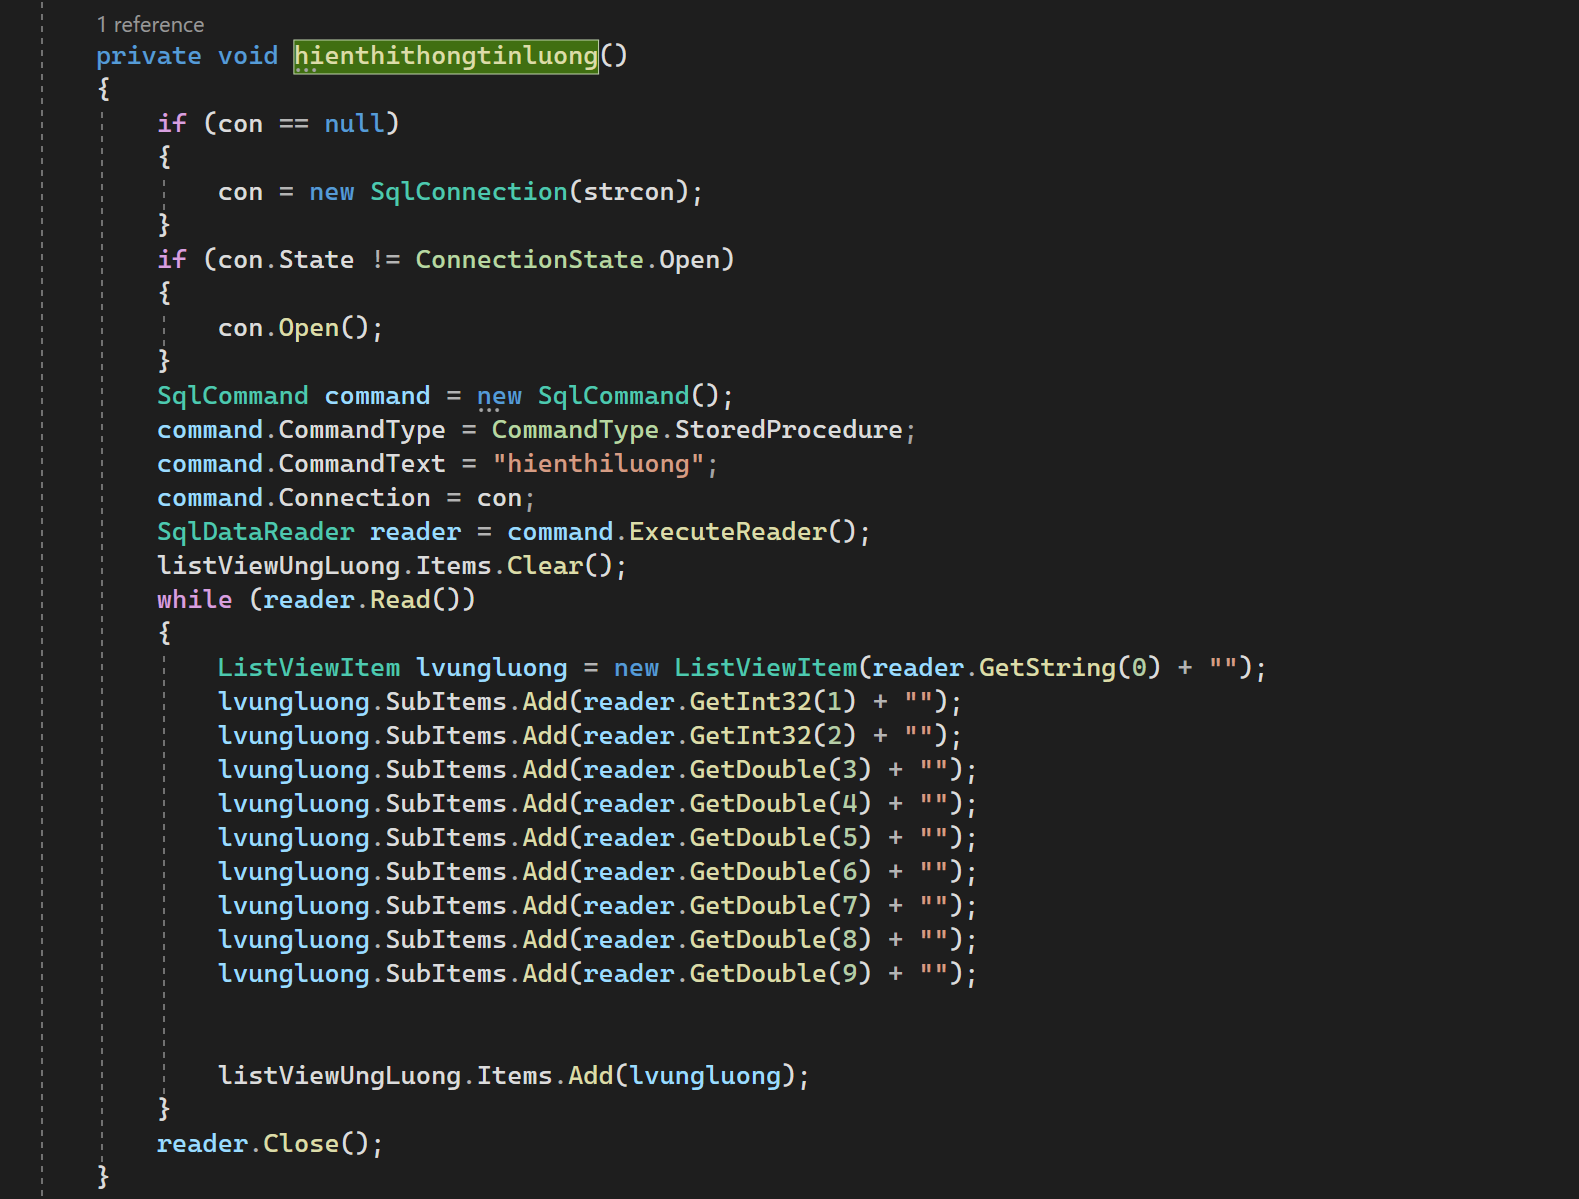 1 reference
private void hienthithongtinluong()
{
if (con == null)
{
con = new SqlConnection(strcon);
}
if (con.State != ConnectionState.Open)
{
con.Open();
}
SqlCommand command = new SqlCommand();
command.CommandType = CommandType.StoredProcedure;
command.CommandText = "hienthiluong";
command.Connection = con;
SqlDataReader reader = command.ExecuteReader();
listViewUngLuong.Items.Clear();
while (reader.Read())
{
ListViewItem lvungluong = new ListViewItem(reader.GetString(0) + "");
lvungluong.SubItems.Add(reader.GetInt32(1) + "");
lvungluong.SubItems.Add(reader.GetInt32(2) + "");
lvungluong.SubItems.Add(reader.GetDouble(3) + "");
lvungluong.SubItems.Add(reader.GetDouble(4) + "");
lvungluong.SubItems.Add(reader.GetDouble(5) + "");
lvungluong.SubItems.Add(reader.GetDouble(6) + "");
lvungluong.SubItems.Add(reader.GetDouble(7) + "");
lvungluong.SubItems.Add(reader.GetDouble(8) + "");
lvungluong.SubItems.Add(reader.GetDouble(9) + "");
listViewUngLuong.Items.Add(lvungluong);
}
reader.Close();
}